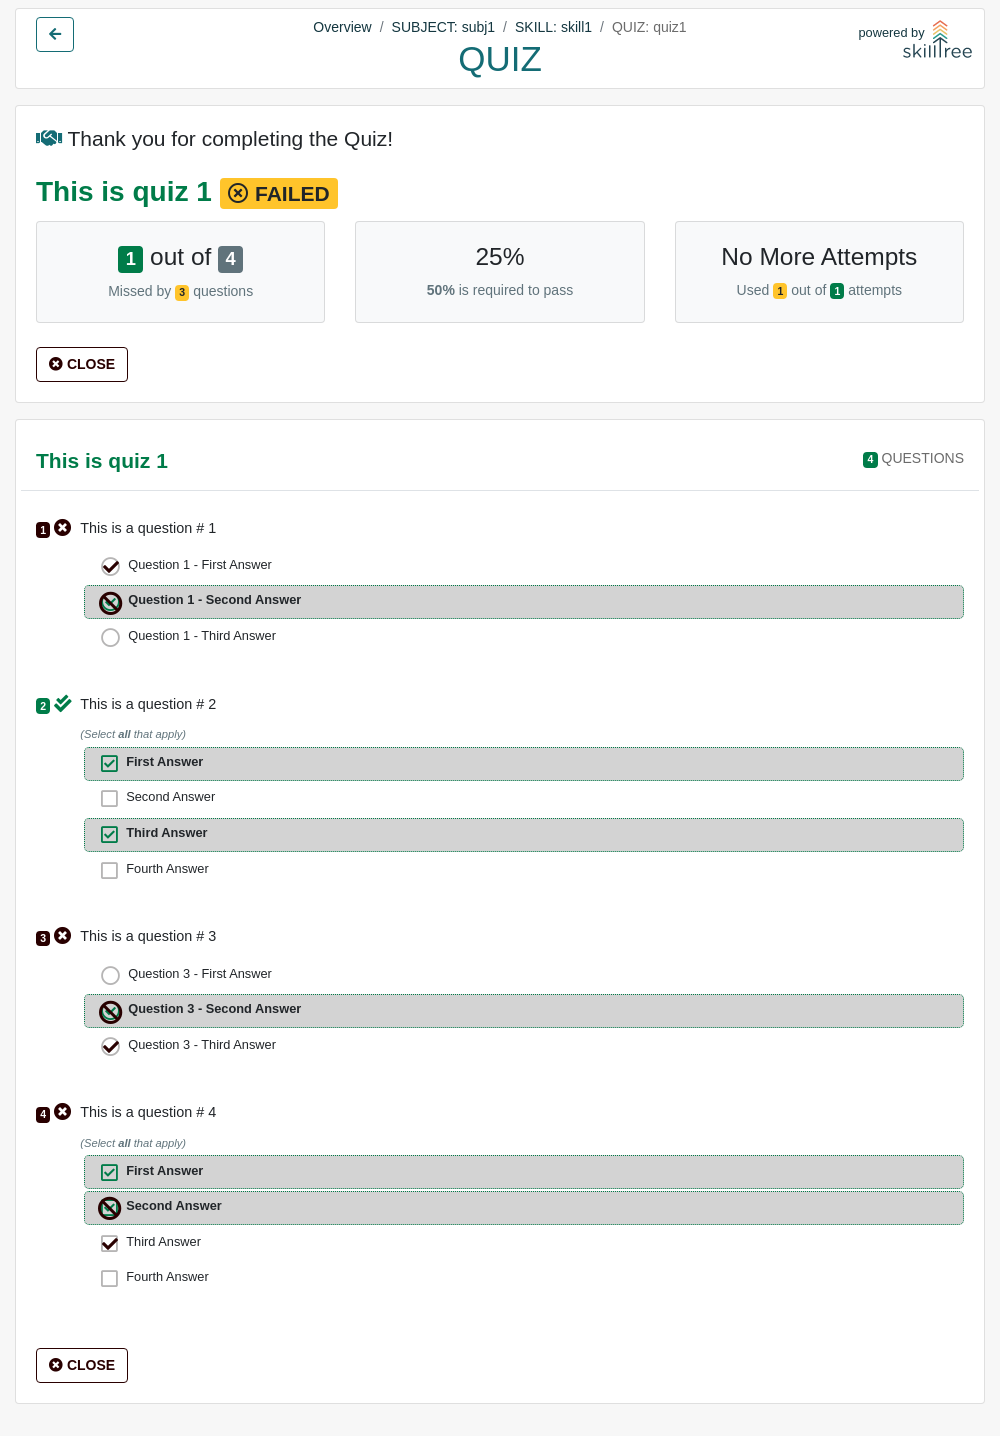 Overview / SUBJECT: subj1 / SKILL: skill1 / QUIZ: quiz1
QUIZ
powered by
skilltree
Thank you for completing the Quiz!
This is quiz 1 FAILED
1 out of 4
Missed by 3 questions
25%
50% is required to pass
No More Attempts
Used 1 out of 1 attempts
CLOSE
This is quiz 1
4 QUESTIONS
1 This is a question # 1
Question 1 - First Answer
Question 1 - Second Answer
Question 1 - Third Answer
2 This is a question # 2
(Select all that apply)
First Answer
Second Answer
Third Answer
Fourth Answer
3 This is a question # 3
Question 3 - First Answer
Question 3 - Second Answer
Question 3 - Third Answer
4 This is a question # 4
(Select all that apply)
First Answer
Second Answer
Third Answer
Fourth Answer
CLOSE